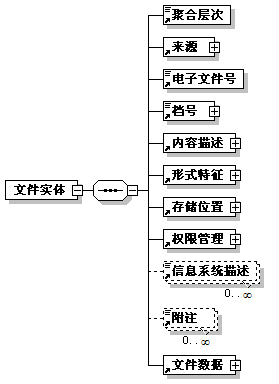 聚合层次
来源
电子文件号
档号
内容描述
形式特征
文件实体
存储位置
权限管理
信息系统描述
0..∞
附注
0..∞
文件数据